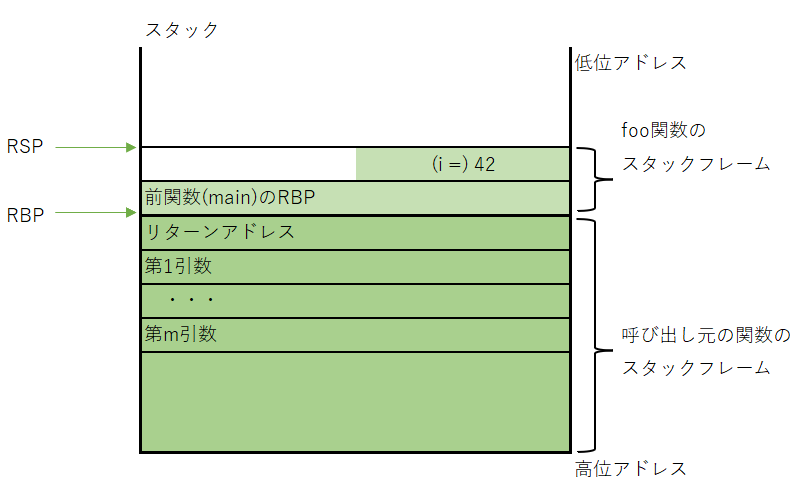 スタック
低位アドレス
foo関数の
スタックフレーム
RSP
(i =) 42
前関数(main)のRBP
RBP
リターンアドレス
第1引数
・・・
第m引数
呼び出し元の関数の
スタックフレーム
高位アドレス